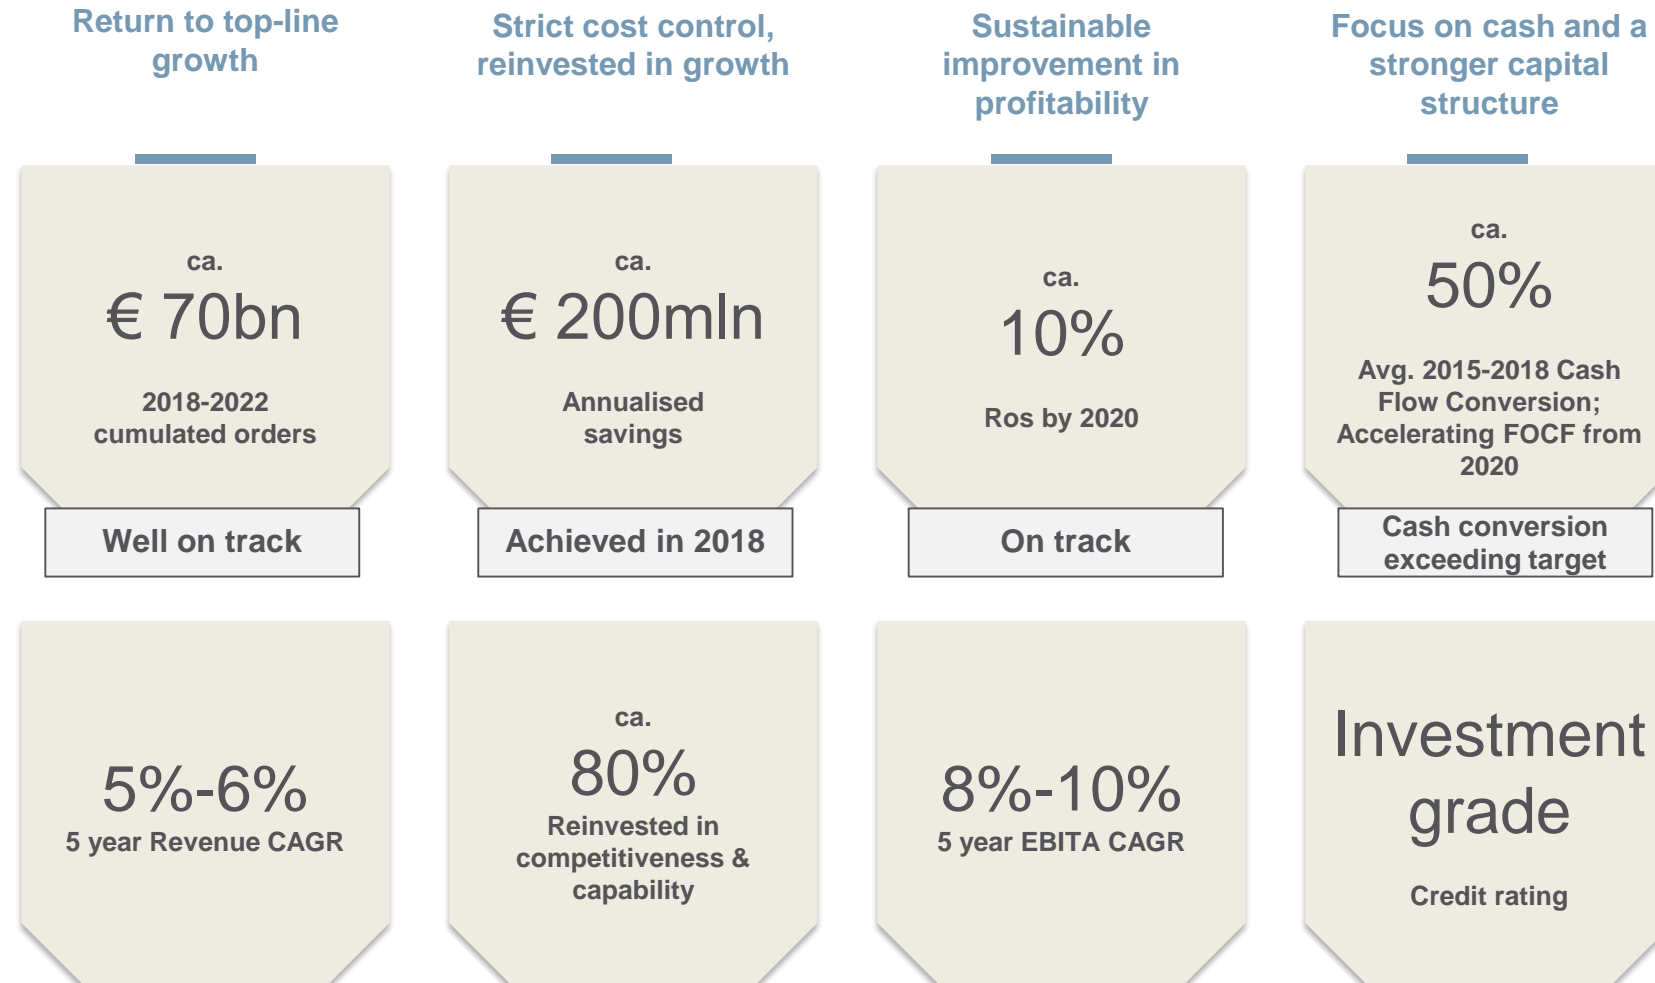 Return to top-line
growth
Strict cost control,
reinvested in growth
Sustainable
improvement in
profitability
Focus on cash and a
stronger capital
structure
ca.
€ 70bn
2018-2022
cumulated orders
Well on track
ca.
€ 200mln
Annualised
savings
Achieved in 2018
ca.
10%
Ros by 2020
On track
ca.
50%
Avg. 2015-2018 Cash
Flow Conversion;
Accelerating FOCF from
2020
Cash conversion
exceeding target
5%-6%
5 year Revenue CAGR
ca.
80%
Reinvested in
competitiveness &
capability
8%-10%
5 year EBITA CAGR
Investment
grade
Credit rating